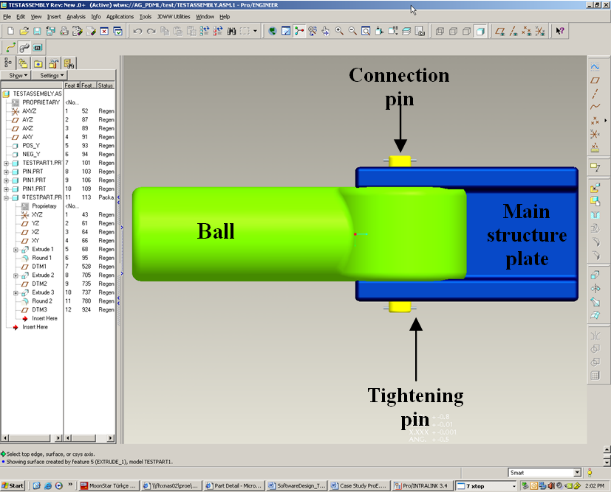 TESTASSEMBLY Rev: New .0+ (Active) wtws://AG_PDML/test/TESTASSEMBLY.ASM.1 - Pro/ENGINEER
File Edit View Insert Analysis Info Applications Tools JDWW Utilities Window Help
Show Settings
Feat # Feat Status
TESTASSEMBLY.AS
PROPRIETARY <No...
AXYZ 1 52 Regen
AYZ 2 87 Regen
AXZ 3 89 Regen
AXY 4 91 Regen
POS_Y 5 93 Regen
NEG_Y 6 94 Regen
TESTPART1.PRT 7 101 Regen
PIN.PRT 8 103 Regen
PIN1.PRT 9 106 Regen
PIN1.PRT 10 109 Regen
TESTPART.PR 11 113 Packa
Proprietary <No...
XYZ 1 43 Regen
YZ 2 61 Regen
XZ 3 64 Regen
XY 4 66 Regen
Extrude 1 5 68 Regen
Round 1 6 95 Regen
DTM1 7 528 Regen
Extrude 2 8 705 Regen
DTM2 9 735 Regen
Extrude 3 10 737 Regen
Round 2 11 780 Regen
DTM3 12 924 Regen
Insert Here
Insert Here
Connection
pin
Ball
Main
structure
plate
Tightening
pin
Select top edge, surface, or csys axis.
Showing surface created by feature 5 (EXTRUDE_1), model TESTPART1.
Smart
Start MoonStar Türkçe ... Part Detail - Micro... SoftwareDesign_T... Case Study ProE... Pro/INTRALINK 3.4 7 xtop 2:02 PM